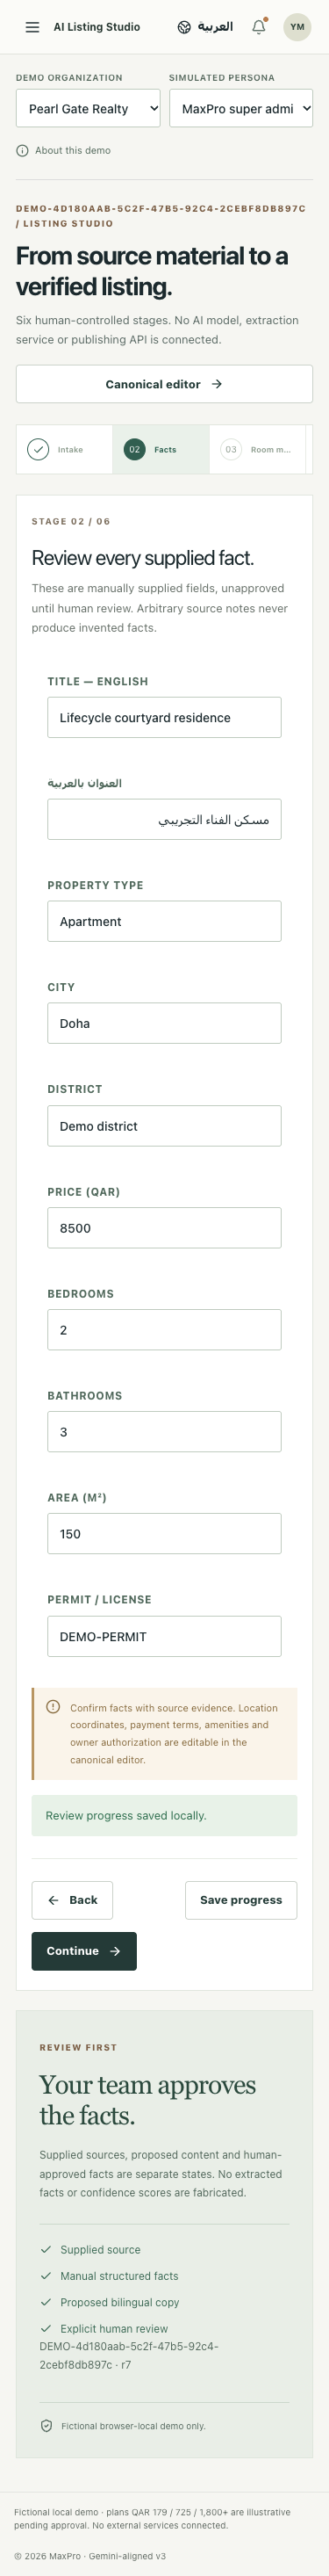 AI Listing Studio
العربية
YM
DEMO ORGANIZATION
SIMULATED PERSONA
Pearl Gate Realty
MaxPro super admi
About this demo
DEMO-4D180AAB-5C2F-47B5-92C4-2CEBF8DB897C
/ LISTING STUDIO
From source material to a
verified listing.
Six human-controlled stages. No AI model, extraction
service or publishing API is connected.
Canonical editor
Intake
02
Facts
03
Room m...
STAGE 02 / 06
Review every supplied fact.
These are manually supplied fields, unapproved
until human review. Arbitrary source notes never
produce invented facts.
TITLE — ENGLISH
Lifecycle courtyard residence
العنوان بالعربية
مسكن الفناء التجريبي
PROPERTY TYPE
Apartment
CITY
Doha
DISTRICT
Demo district
PRICE (QAR)
8500
BEDROOMS
2
BATHROOMS
3
AREA (M²)
150
PERMIT / LICENSE
DEMO-PERMIT
Confirm facts with source evidence. Location
coordinates, payment terms, amenities and
owner authorization are editable in the
canonical editor.
Review progress saved locally.
Back
Save progress
Continue
REVIEW FIRST
Your team approves
the facts.
Supplied sources, proposed content and human-
approved facts are separate states. No extracted
facts or confidence scores are fabricated.
Supplied source
Manual structured facts
Proposed bilingual copy
Explicit human review
DEMO-4d180aab-5c2f-47b5-92c4-
2cebf8db897c · r7
Fictional browser-local demo only.
Fictional local demo · plans QAR 179 / 725 / 1,800+ are illustrative
pending approval. No external services connected.
© 2026 MaxPro · Gemini-aligned v3